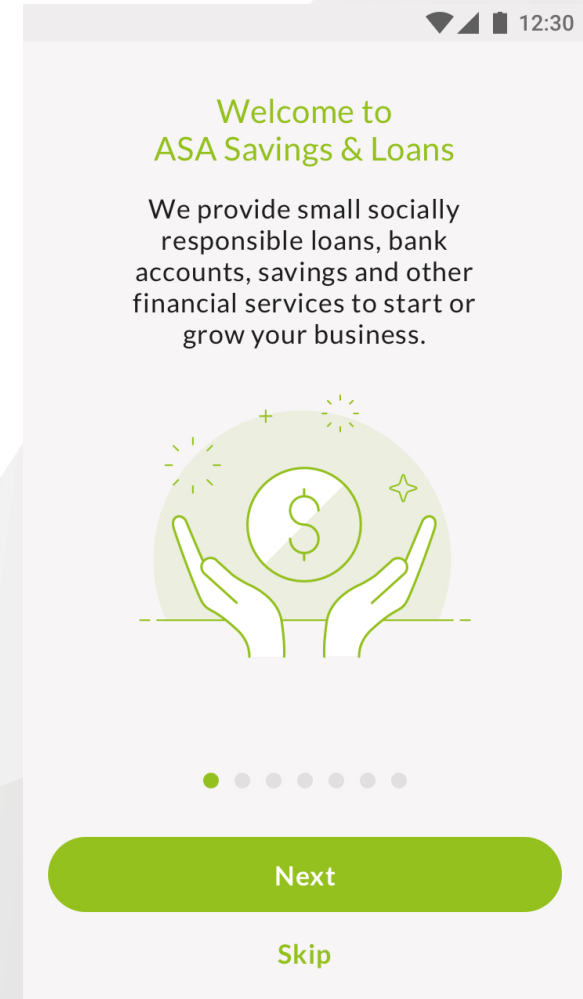 12:30
Welcome to
ASA Savings & Loans
We provide small socially
responsible loans, bank
accounts, savings and other
financial services to start or
grow your business.
$
Next
Skip